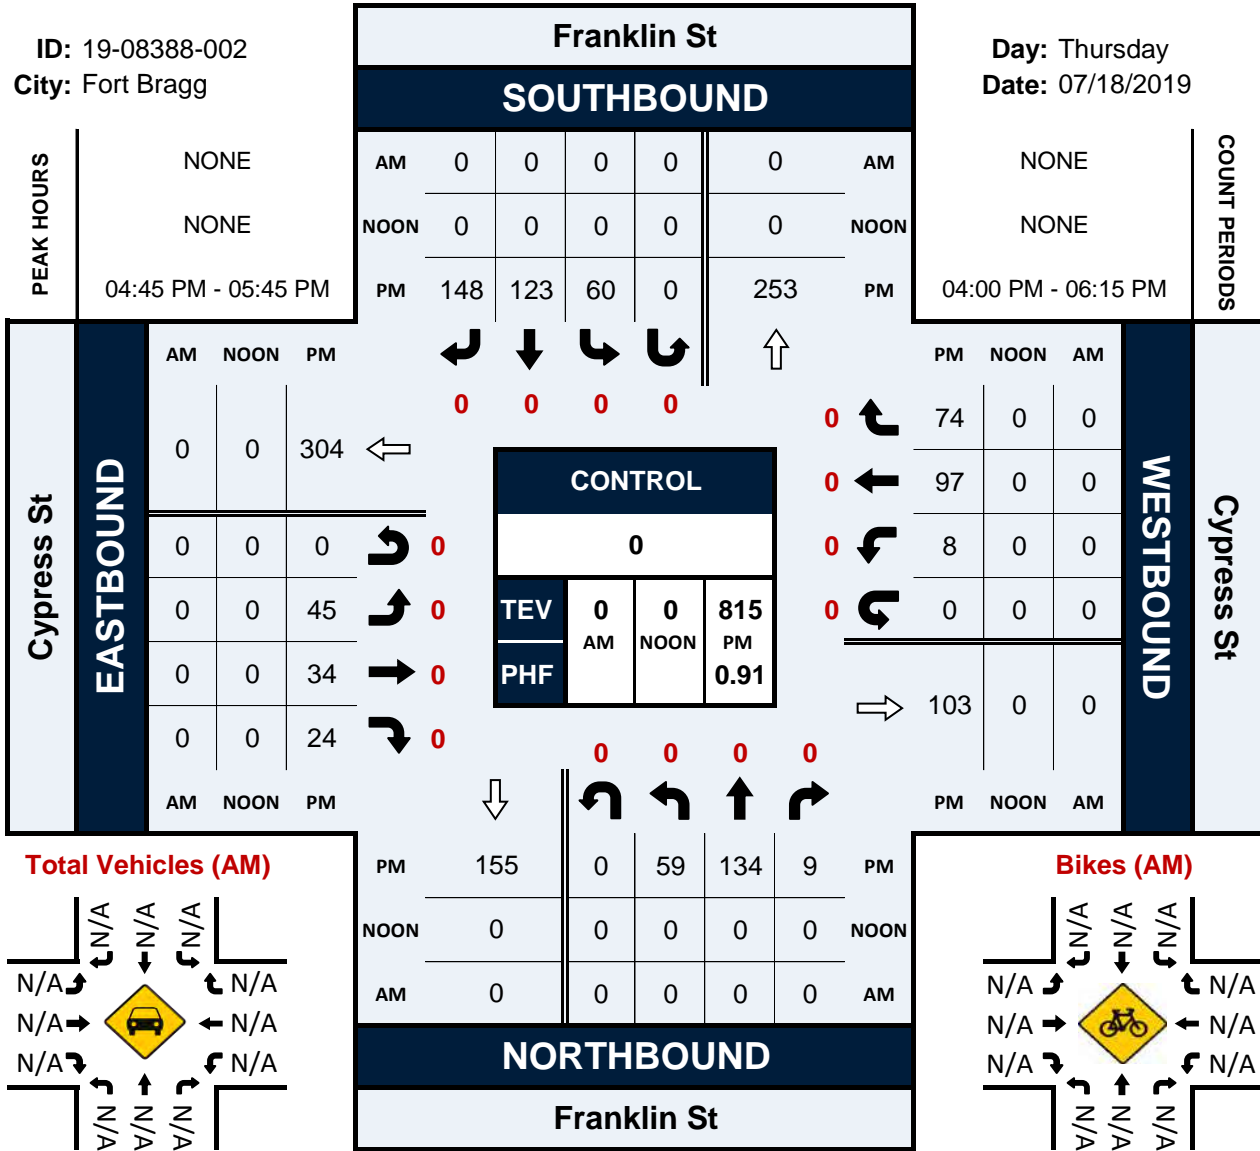 Franklin St
ID: 19-08388-002
Day: Thursday
City: Fort Bragg
Date: 07/18/2019
SOUTHBOUND
PEAK HOURS
NONE
AM 0 0 0 0 0 AM
NONE
COUNT PERIODS
NONE
NOON 0 0 0 0 0 NOON
NONE
04:45 PM - 05:45 PM
PM 148 123 60 0 253 PM
04:00 PM - 06:15 PM
AM NOON PM
PM NOON AM
0 0 0 0
0 74 0 0
0 0 304
CONTROL
0 97 0 0
Cypress St
EASTBOUND
WESTBOUND
Cypress St
0 0 0 0
0
0 8 0 0
0 0 45 0
TEV 0 0 815
0 0 0 0
AM NOON PM
0 0 34 0
PHF 0.91
103 0 0
0 0 24 0
0 0 0 0
AM NOON PM
PM NOON AM
Total Vehicles (AM)
PM 155 0 59 134 9 PM
Bikes (AM)
NOON 0 0 0 0 0 NOON
AM 0 0 0 0 0 AM
N/A N/A N/A
N/A N/A N/A
N/A N/A
N/A N/A
N/A N/A
N/A N/A
N/A N/A
N/A N/A
N/A N/A N/A
N/A N/A N/A
NORTHBOUND
Franklin St